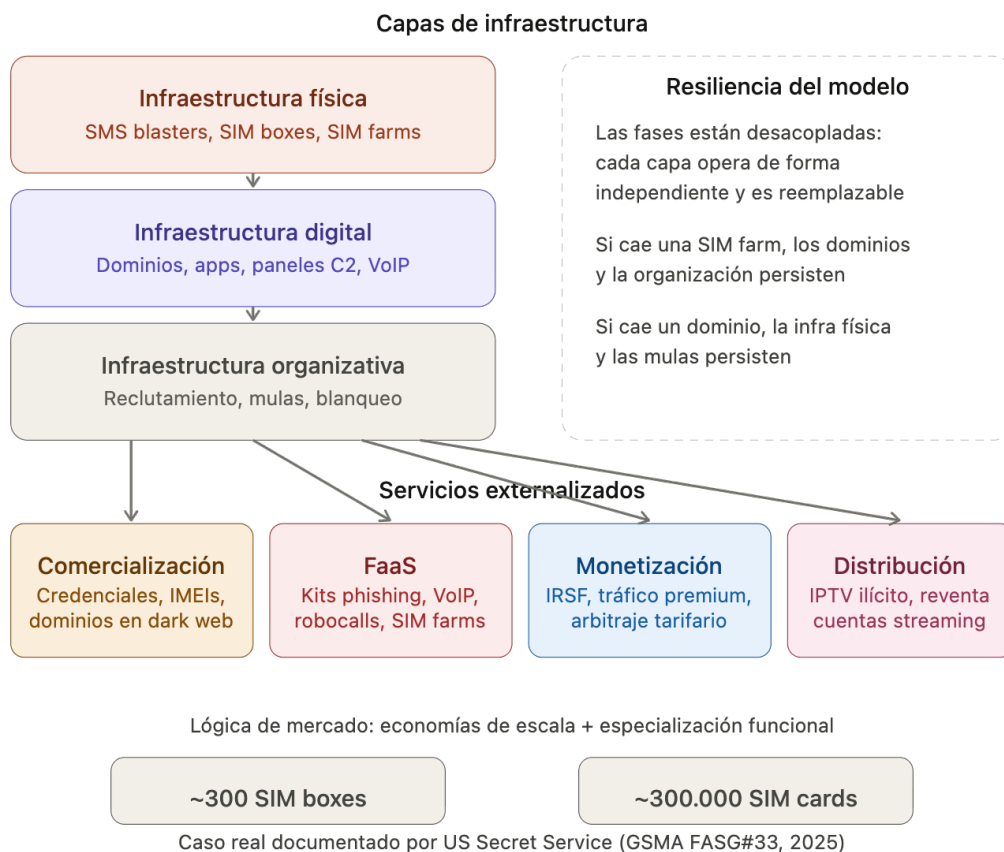 Capas de infraestructura
Infraestructura física
SMS blasters, SIM boxes, SIM farms
Infraestructura digital
Dominios, apps, paneles C2, VoIP
Infraestructura organizativa
Reclutamiento, mulas, blanqueo
Resiliencia del modelo
Las fases están desacopladas:
cada capa opera de forma
independiente y es reemplazable
Si cae una SIM farm, los dominios
y la organización persisten
Si cae un dominio, la infra física
y las mulas persisten
Servicios externalizados
Comercialización
Credenciales, IMEIs,
dominios en dark web
FaaS
Kits phishing, VoIP,
robocalls, SIM farms
Monetización
IRSF, tráfico premium,
arbitraje tarifario
Distribución
IPTV ilícito, reventa
cuentas streaming
Lógica de mercado: economías de escala + especialización funcional
~300 SIM boxes
~300.000 SIM cards
Caso real documentado por US Secret Service (GSMA FASG#33, 2025)